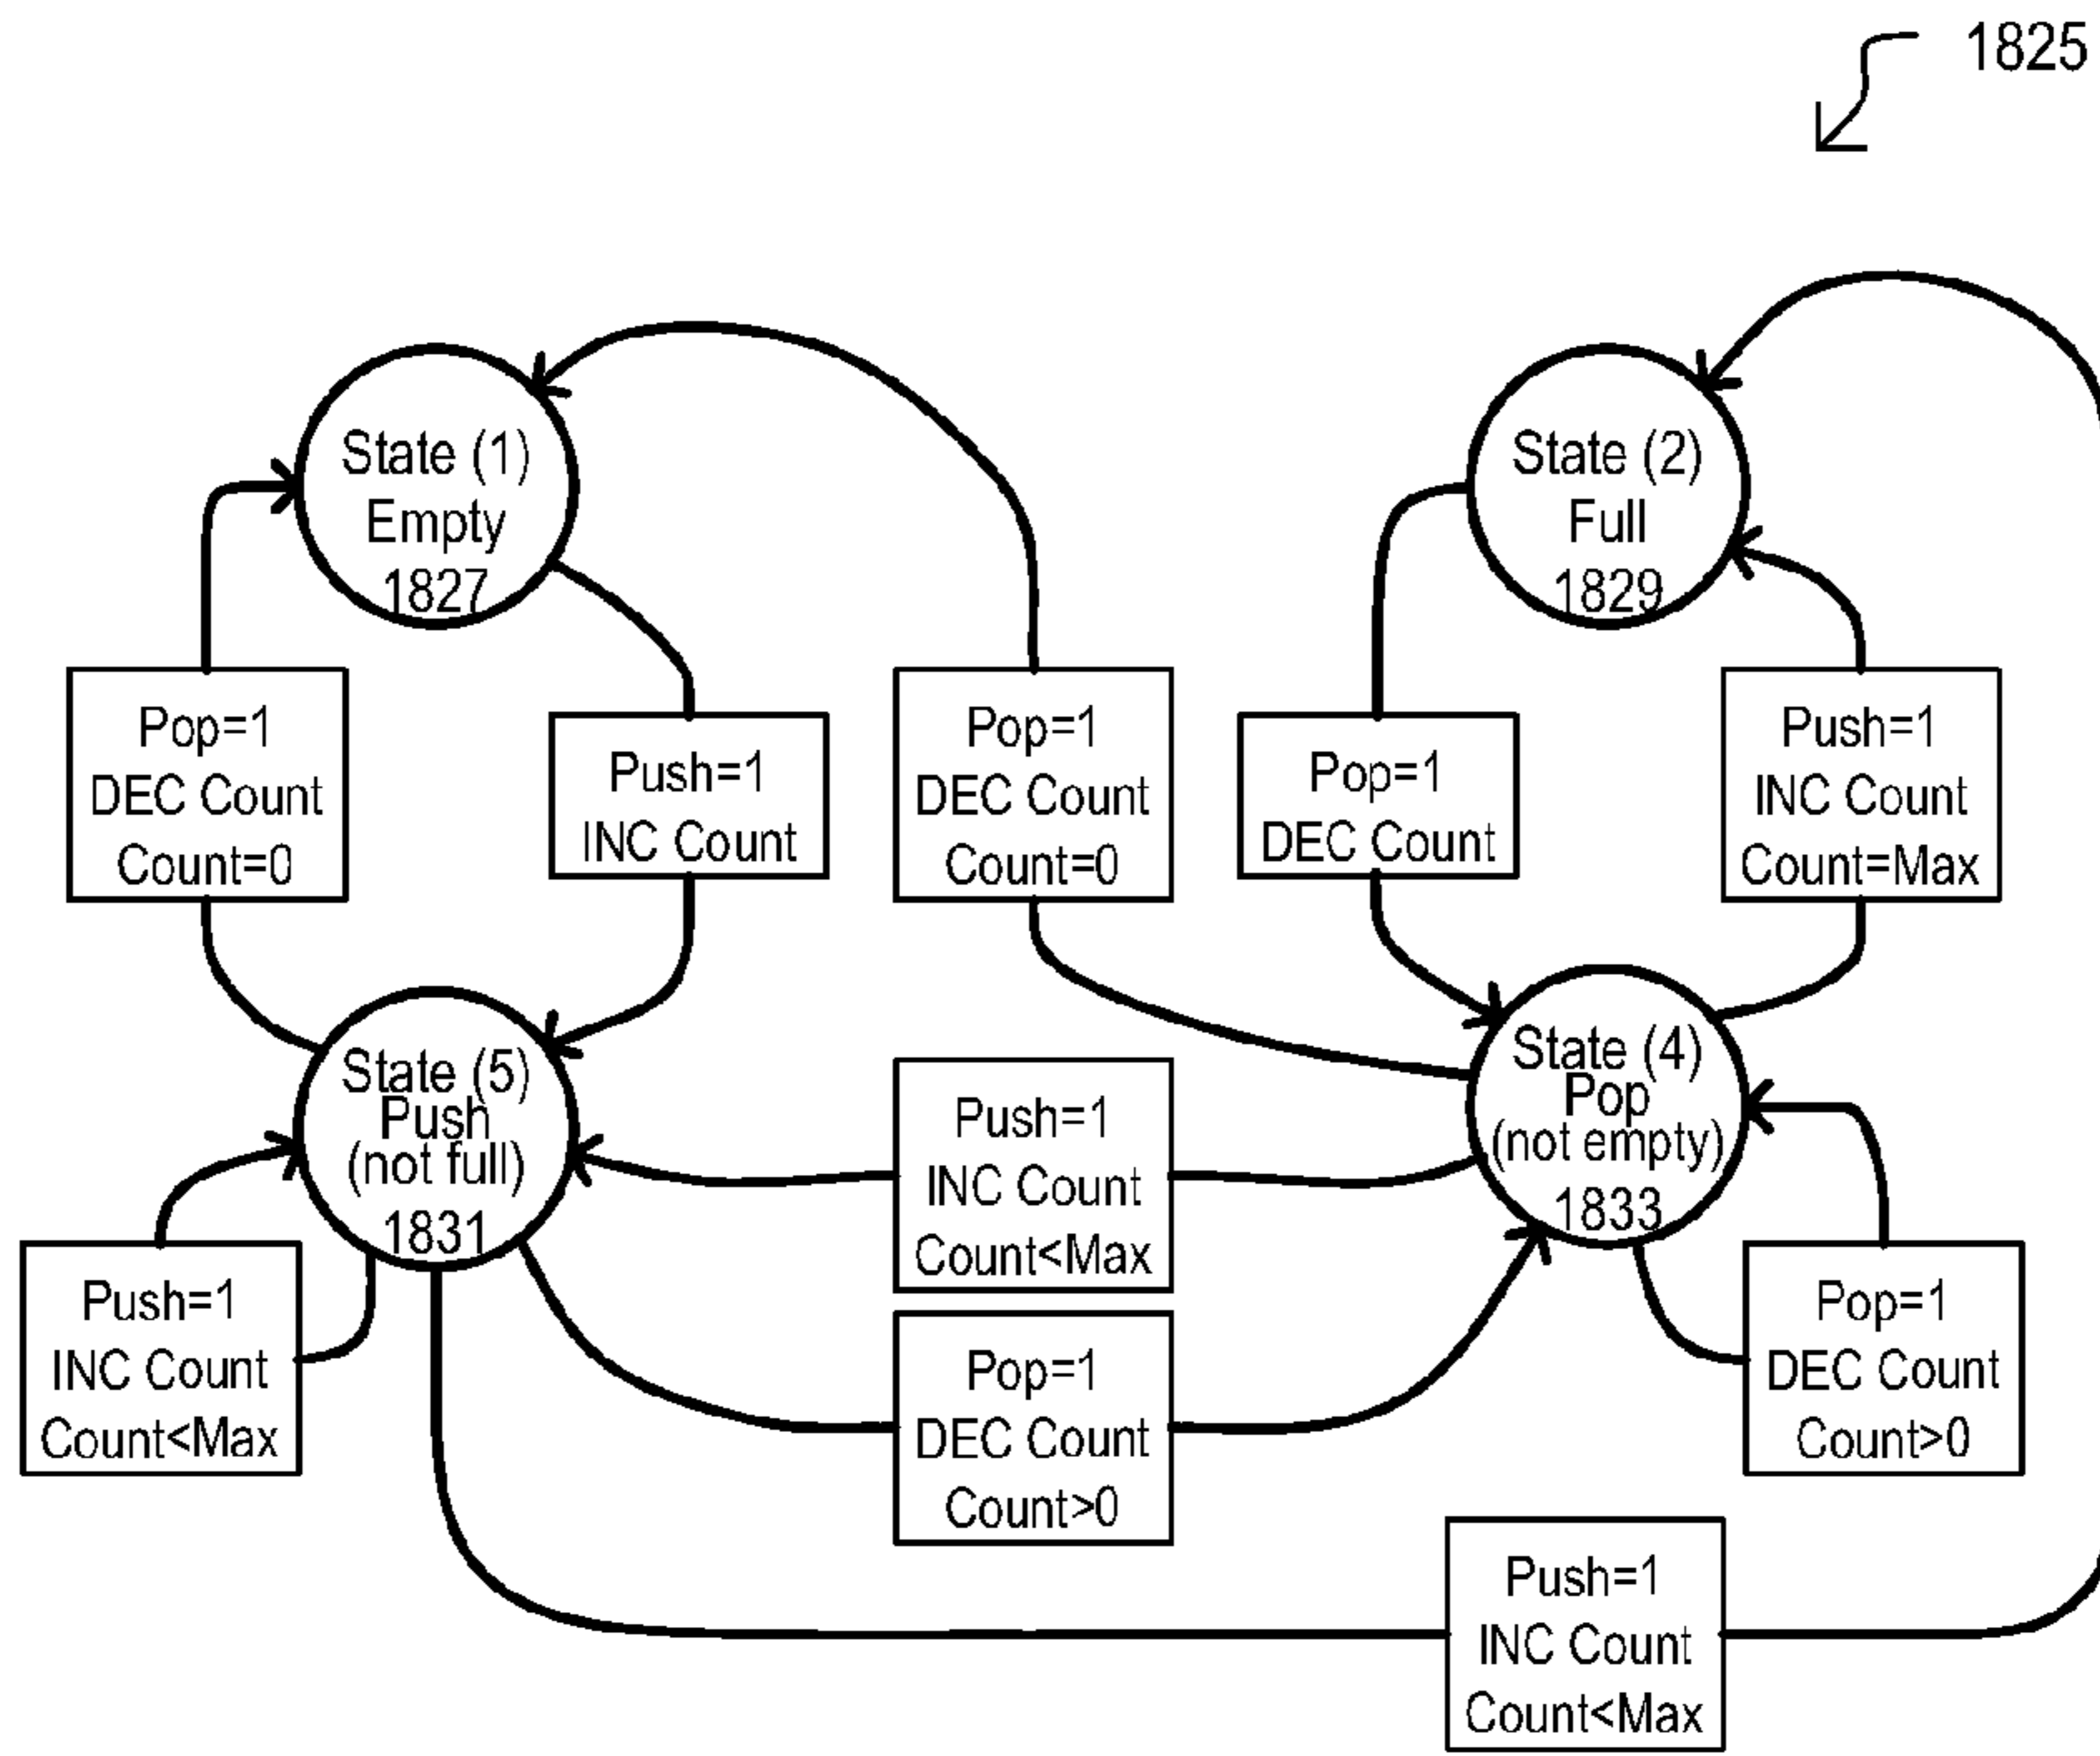 1825
State (1)
Empty
1827
State (2)
Full
1829
Pop=1
DEC Count
Count=0
Push=1
INC Count
Pop=1
DEC Count
Count=0
Pop=1
DEC Count
Push=1
INC Count
Count=Max
State (5)
Push
(not full)
1831
Push=1
INC Count
Count<Max
State (4)
Pop
(not empty)
1833
Push=1
INC Count
Count<Max
Pop=1
DEC Count
Count>0
Pop=1
DEC Count
Count>0
Push=1
INC Count
Count<Max